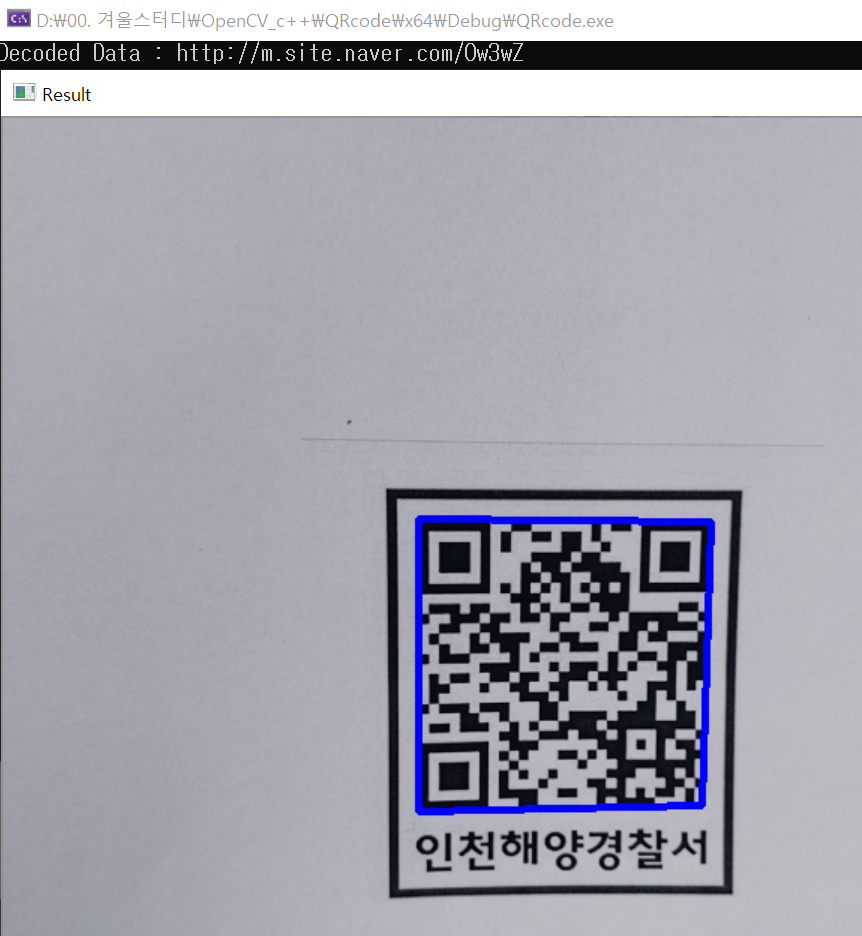 D:\00. 겨울스터디\OpenCV_c++\QRcode\x64\Debug\QRcode.exe
Decoded Data : http://m.site.naver.com/0w3wZ
Result
인천해양경찰서